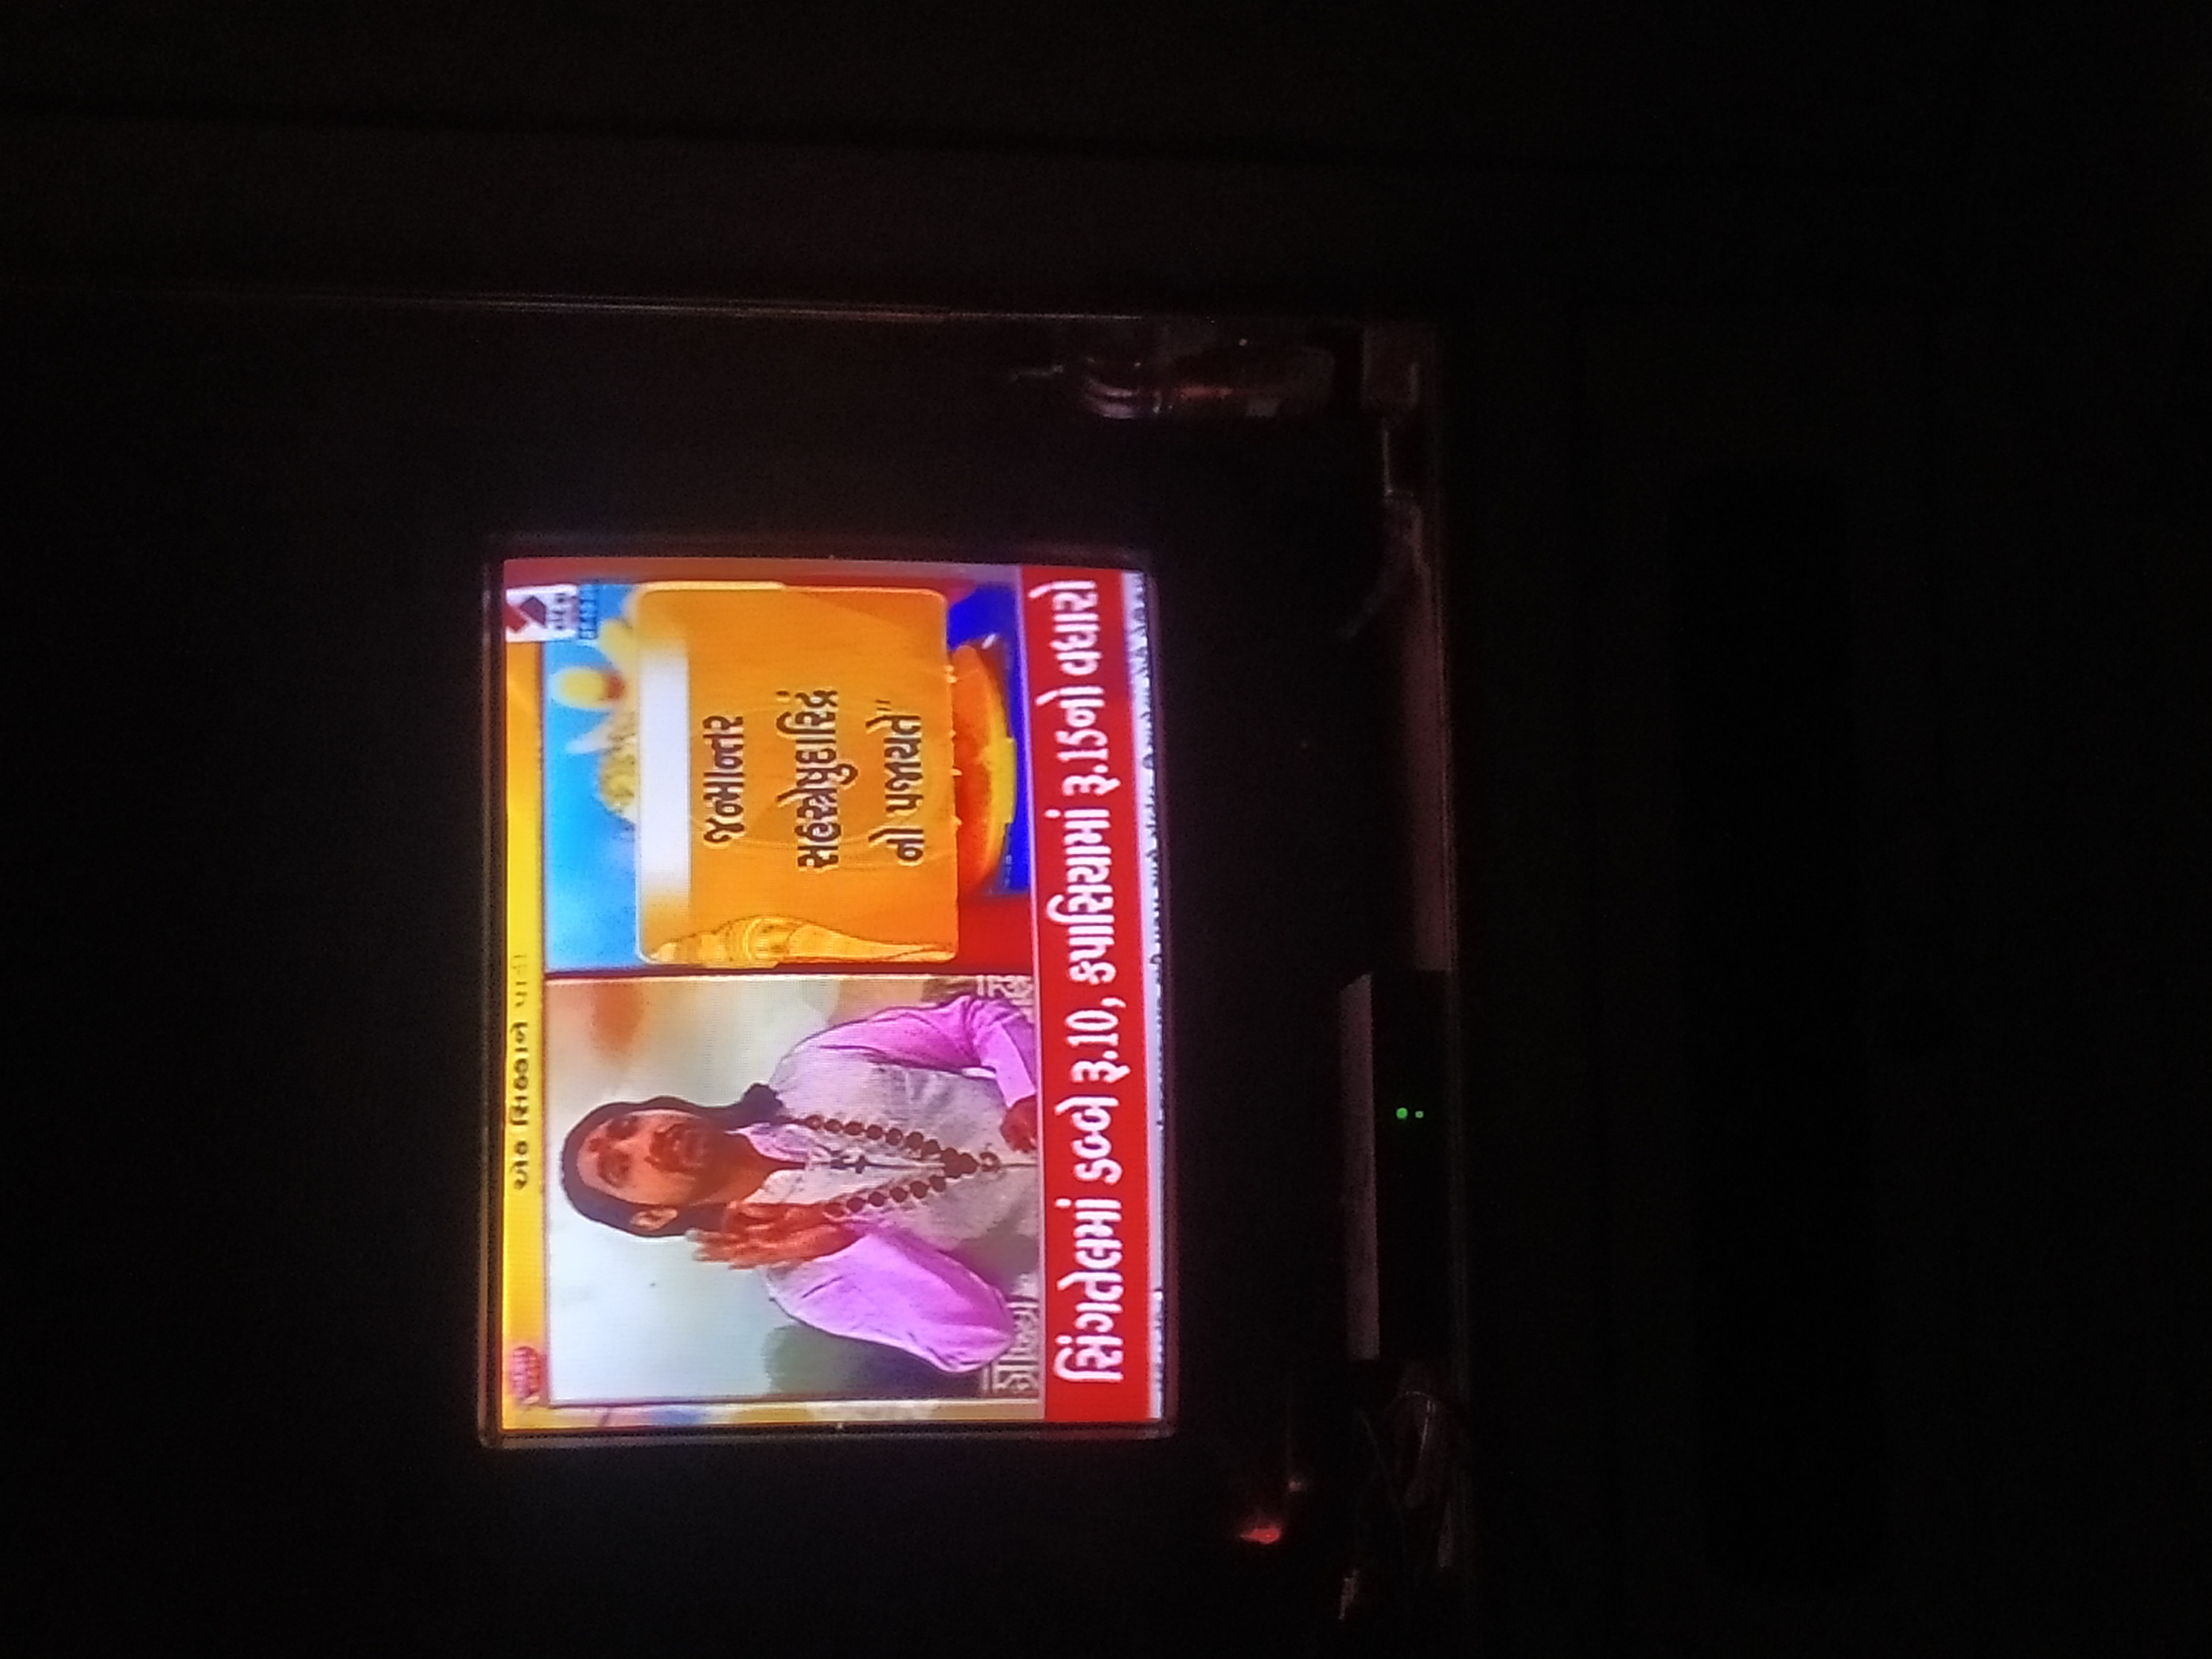 એક સિક્કાને પાણી
જન્માન્તર
સહસ્ત્રેષુદારિદ્રં
નો પજાયતે"
સિંગતેલમાં ડબ્બે રૂ.10, કપાસિયામાં રૂ.15નો વધારો